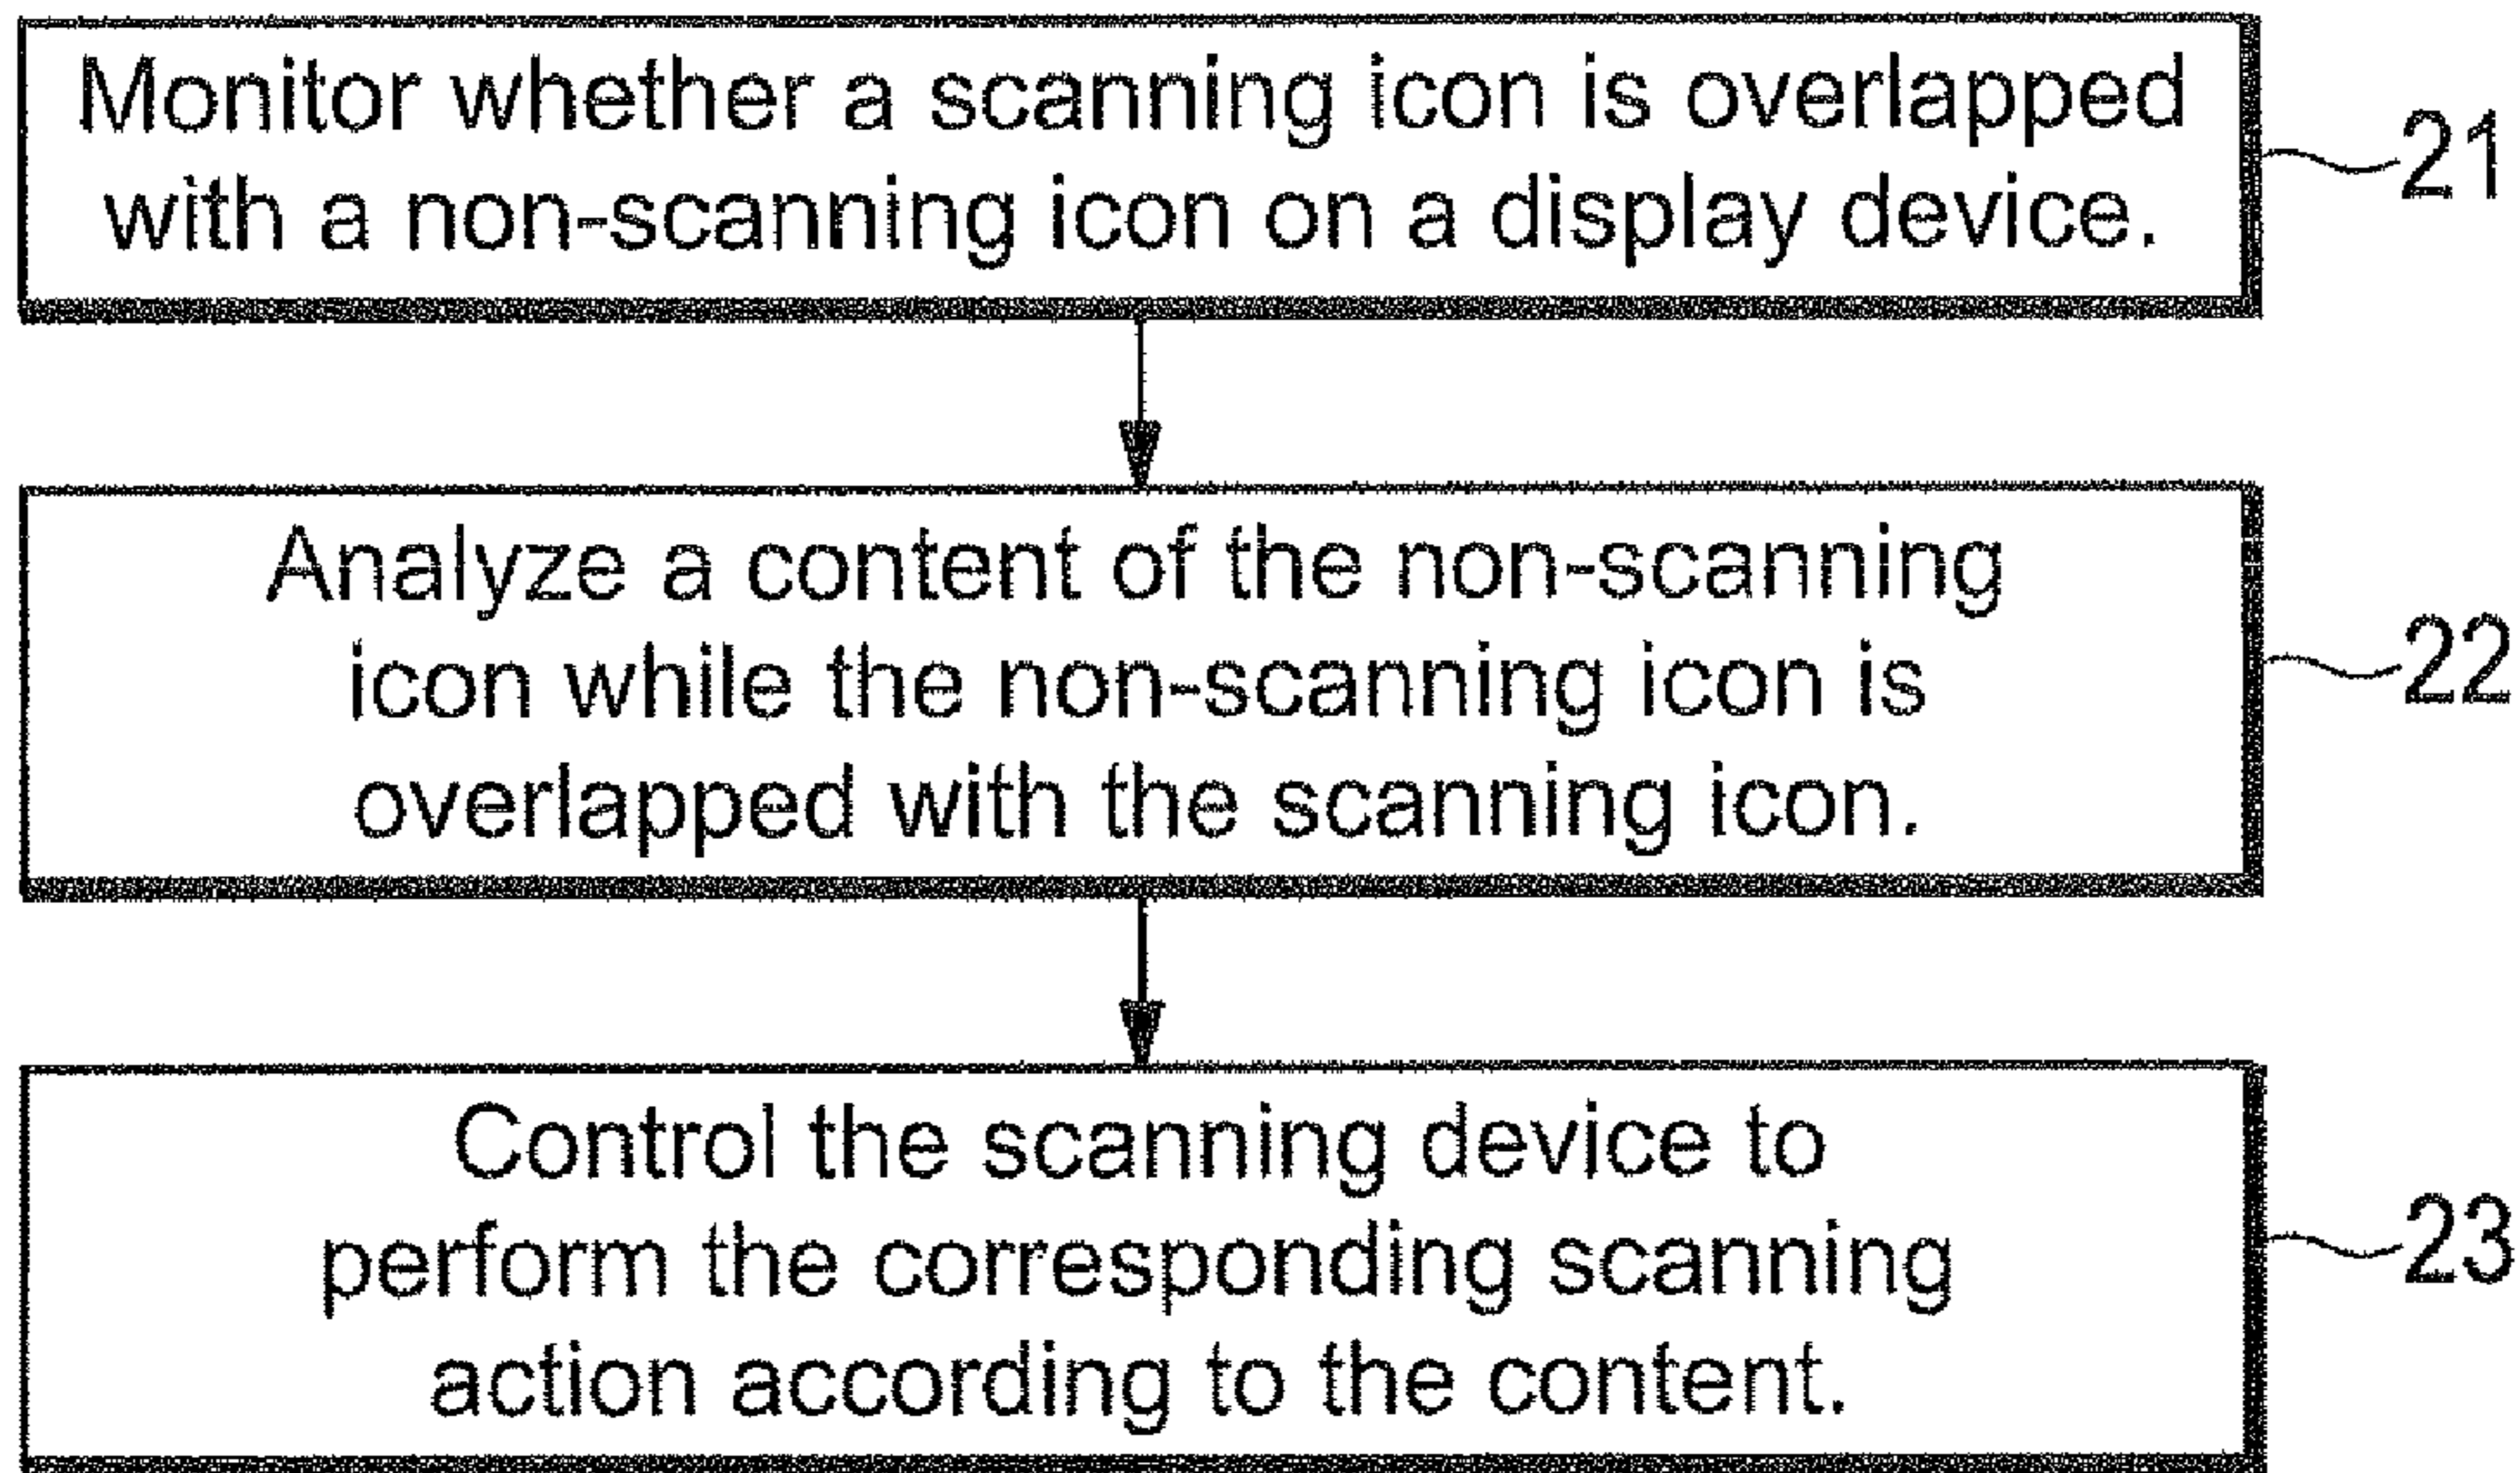 Monitor whether a scanning icon is overlapped
with a non-scanning icon on a display device.
21
Analyze a content of the non-scanning
icon while the non-scanning icon is
overlapped with the scanning icon.
22
Control the scanning device to
perform the corresponding scanning
action according to the content.
23